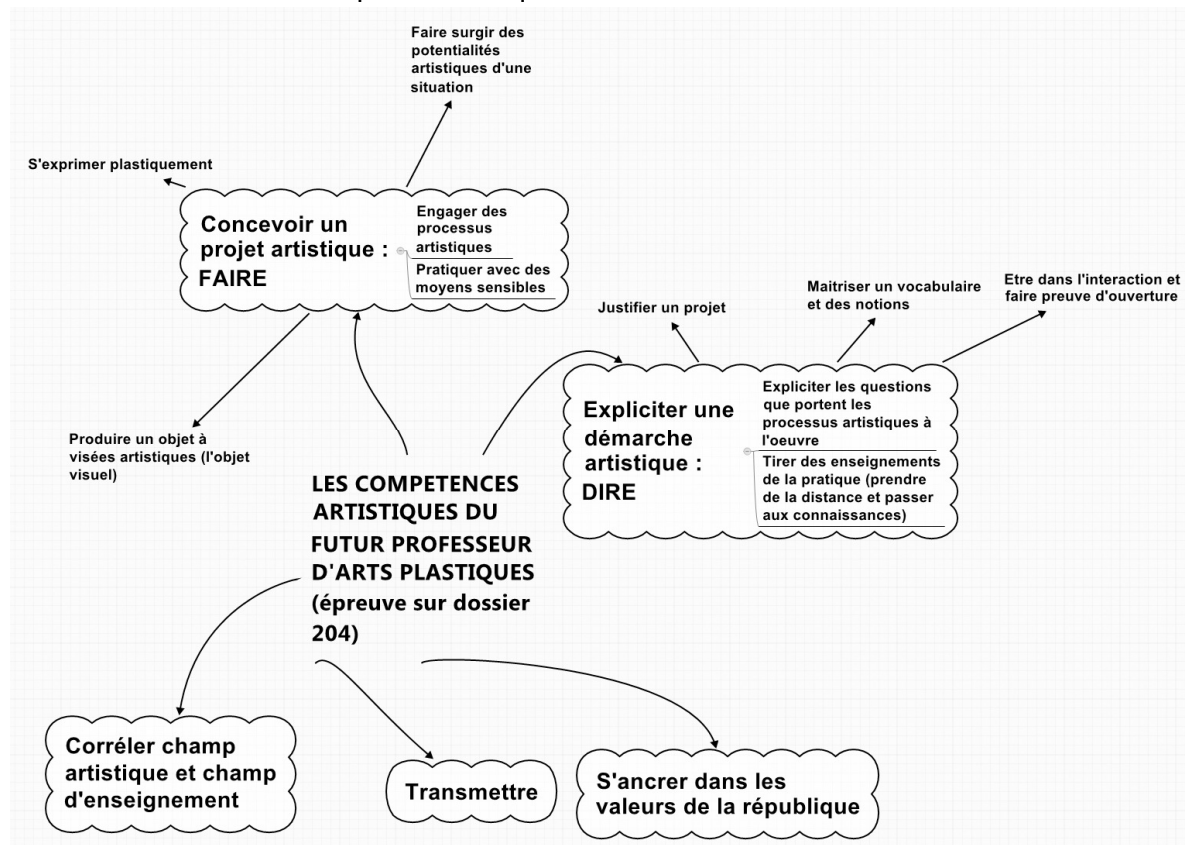 Faire surgir des
potentialités
artistiques d'une
situation
S'exprimer plastiquement
Concevoir un
projet artistique :
FAIRE
Engager des
processus
artistiques
Pratiquer avec des
moyens sensibles
Produire un objet à
visées artistiques (l'objet
visuel)
Justifier un projet
Maitriser un vocabulaire
et des notions
Etre dans l'interaction et
faire preuve d'ouverture
Expliciter une
démarche
artistique :
DIRE
Expliciter les questions
que portent les
processus artistiques à
l'oeuvre
Tirer des enseignements
de la pratique (prendre
de la distance et passer
aux connaissances)
LES COMPETENCES
ARTISTIQUES DU
FUTUR PROFESSEUR
D'ARTS PLASTIQUES
(épreuve sur dossier
204)
Corréler champ
artistique et champ
d'enseignement
Transmettre
S'ancrer dans les
valeurs de la république